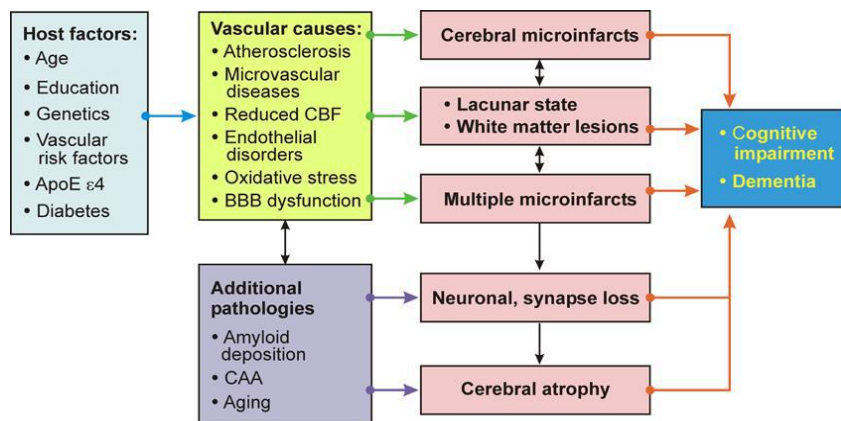 Host factors:
• Age
• Education
• Genetics
• Vascular
risk factors
• ApoE ε4
• Diabetes
Vascular causes:
• Atherosclerosis
• Microvascular
diseases
• Reduced CBF
• Endothelial
disorders
• Oxidative stress
• BBB dysfunction
Additional
pathologies
• Amyloid
deposition
• CAA
• Aging
Cerebral microinfarcts
• Lacunar state
• White matter lesions
Multiple microinfarcts
Neuronal, synapse loss
Cerebral atrophy
• Cognitive
impairment
• Dementia